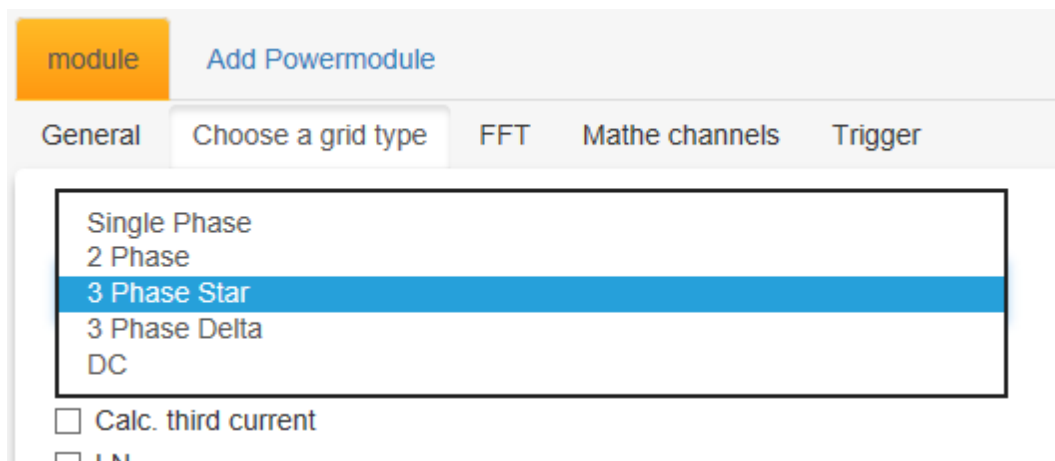 module Add Powermodule
General Choose a grid type FFT Mathe channels Trigger
Single Phase
2 Phase
3 Phase Star
3 Phase Delta
DC
Calc. third current